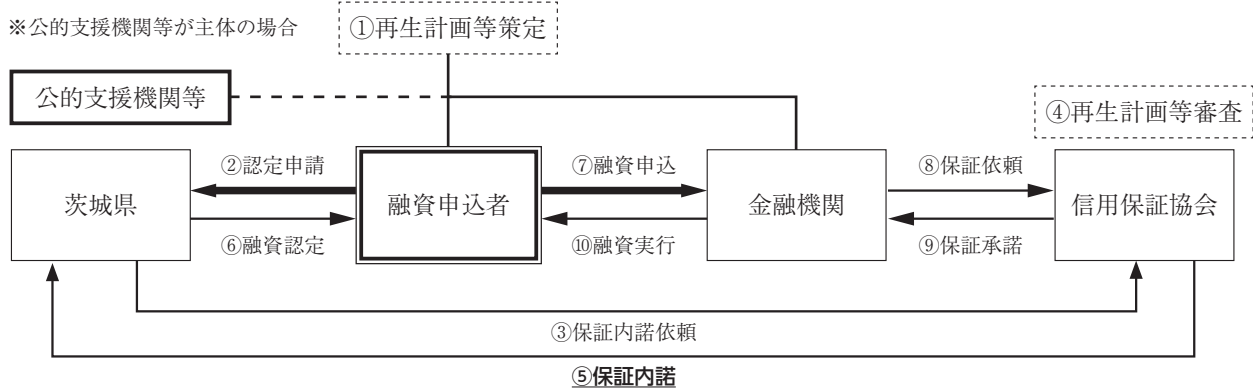 ※公的支援機関等が主体の場合
①再生計画等策定
公的支援機関等
④再生計画等審査
茨城県
②認定申請
⑥融資認定
融資申込者
⑦融資申込
⑩融資実行
金融機関
⑧保証依頼
⑨保証承諾
信用保証協会
③保証内諾依頼
⑤保証内諾